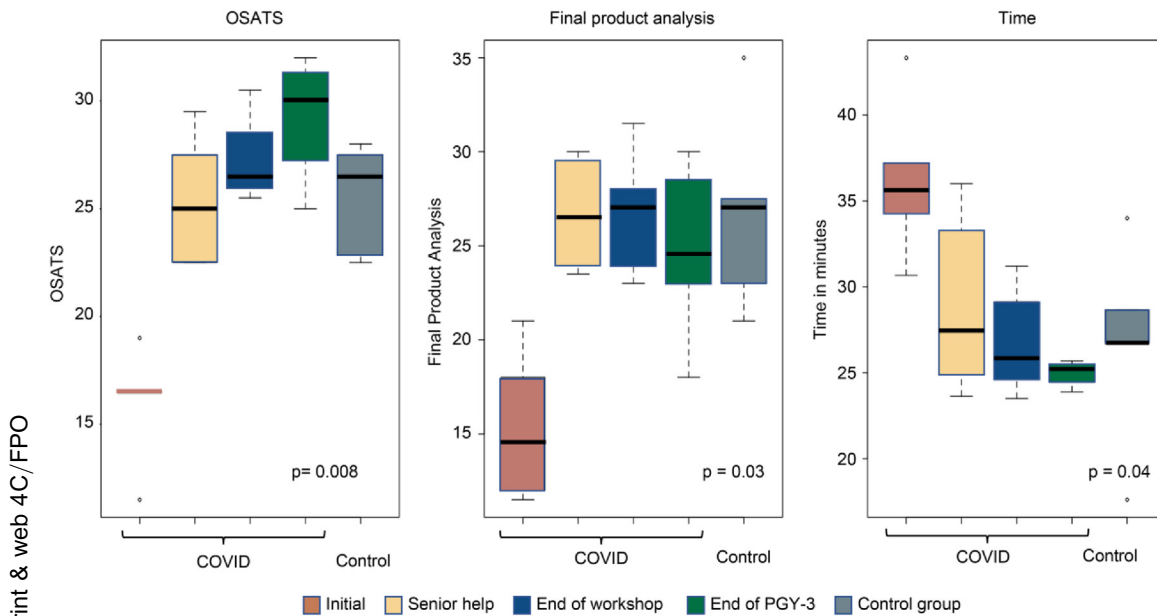 OSATS
Final product analysis
Time
OSATS
30
25
20
15
p= 0.008
COVID
Control
Final Product Analysis
35
30
25
20
15
p = 0.03
COVID
Control
Time in minutes
40
35
30
25
20
p = 0.04
COVID
Control
int & web 4C/FPO
Initial
Senior help
End of workshop
End of PGY-3
Control group